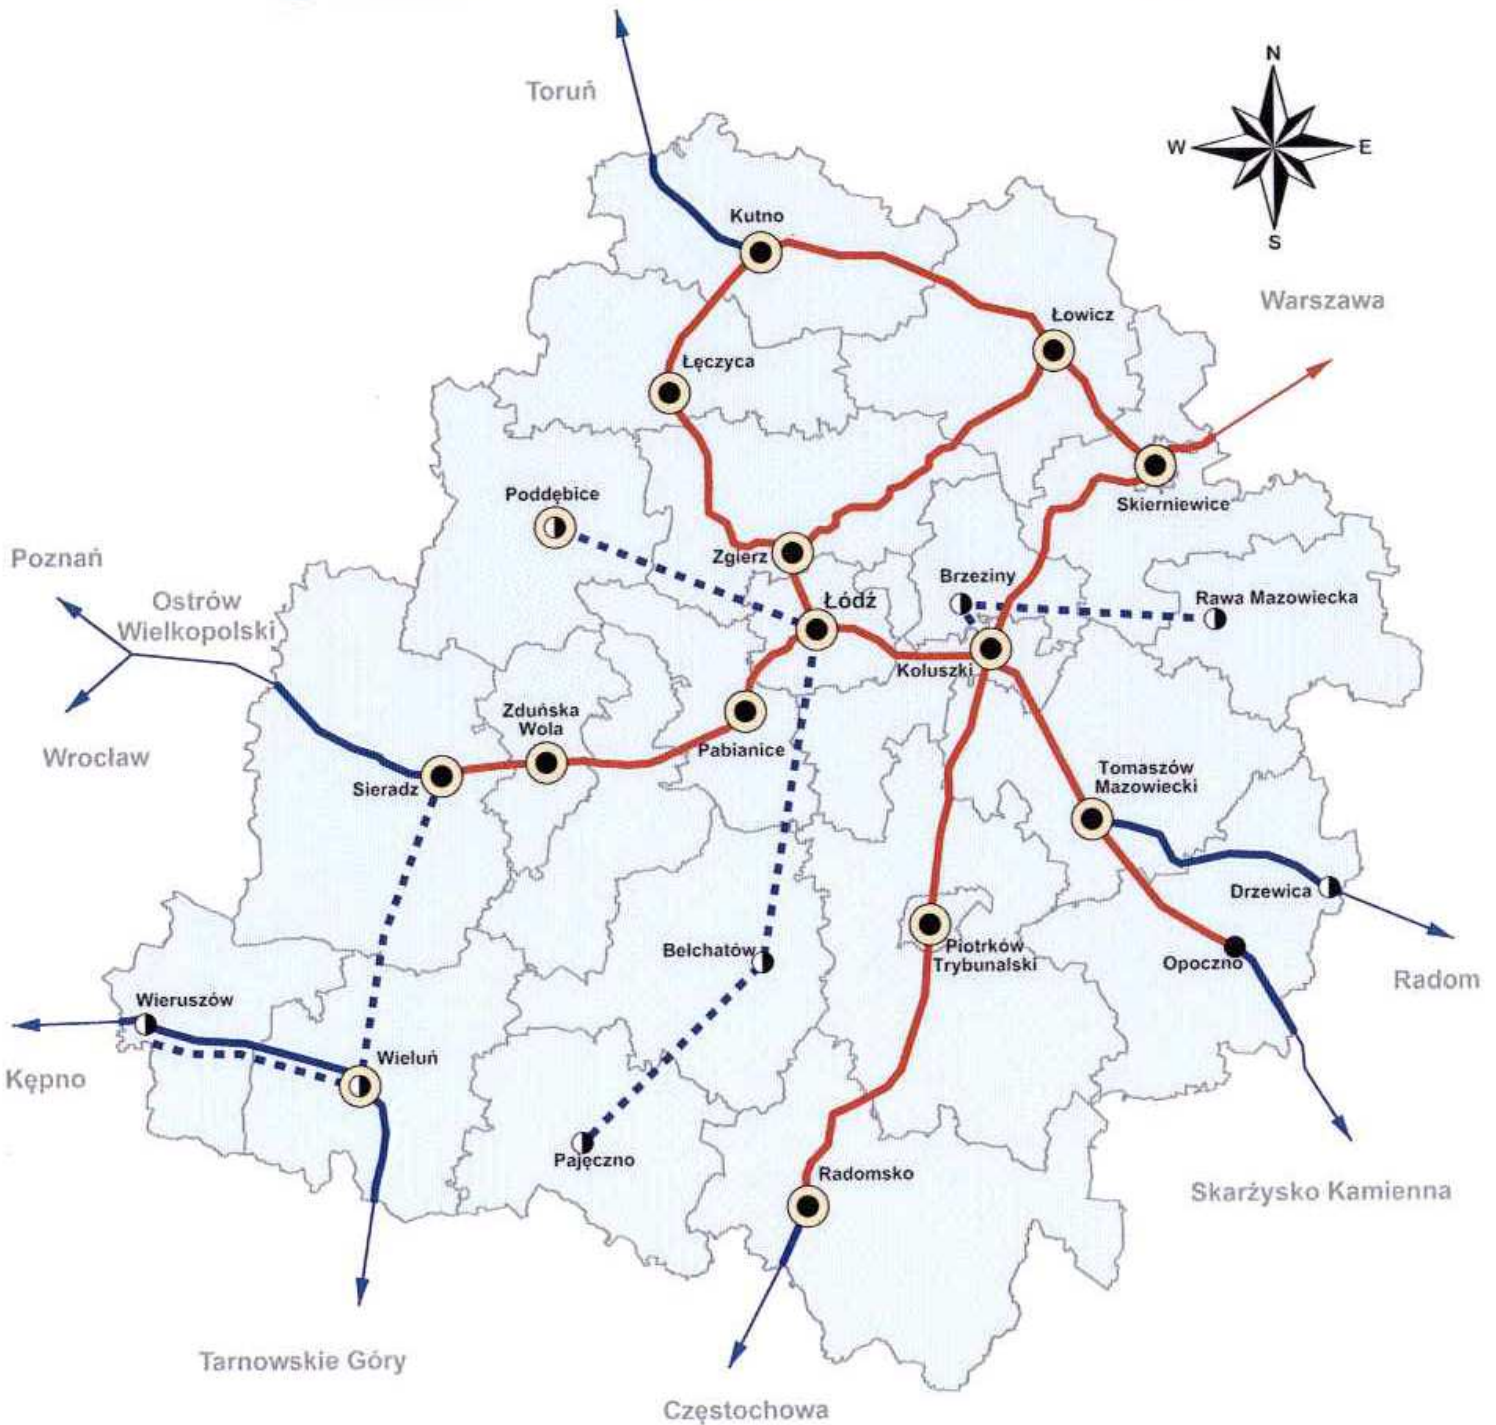 N
Toruń
W
E
Kutno
S
Warszawa
Łowicz
Łęczyca
Poddębice
Skierniewice
Poznań
Zgierz
Brzeziny
Ostrów
Wielkopolski
Łódź
Rawa Mazowiecka
Koluszki
Zduńska
Wola
Wrocław
Pabianice
Sieradz
Tomaszów
Mazowiecki
Drzewica
Bełchatów
Piotrków
Trybunalski
Opoczno
Radom
Wieruszów
Wieluń
Kępno
Pajęczno
Radomsko
Skarżysko Kamienna
Tarnowskie Góry
Częstochowa